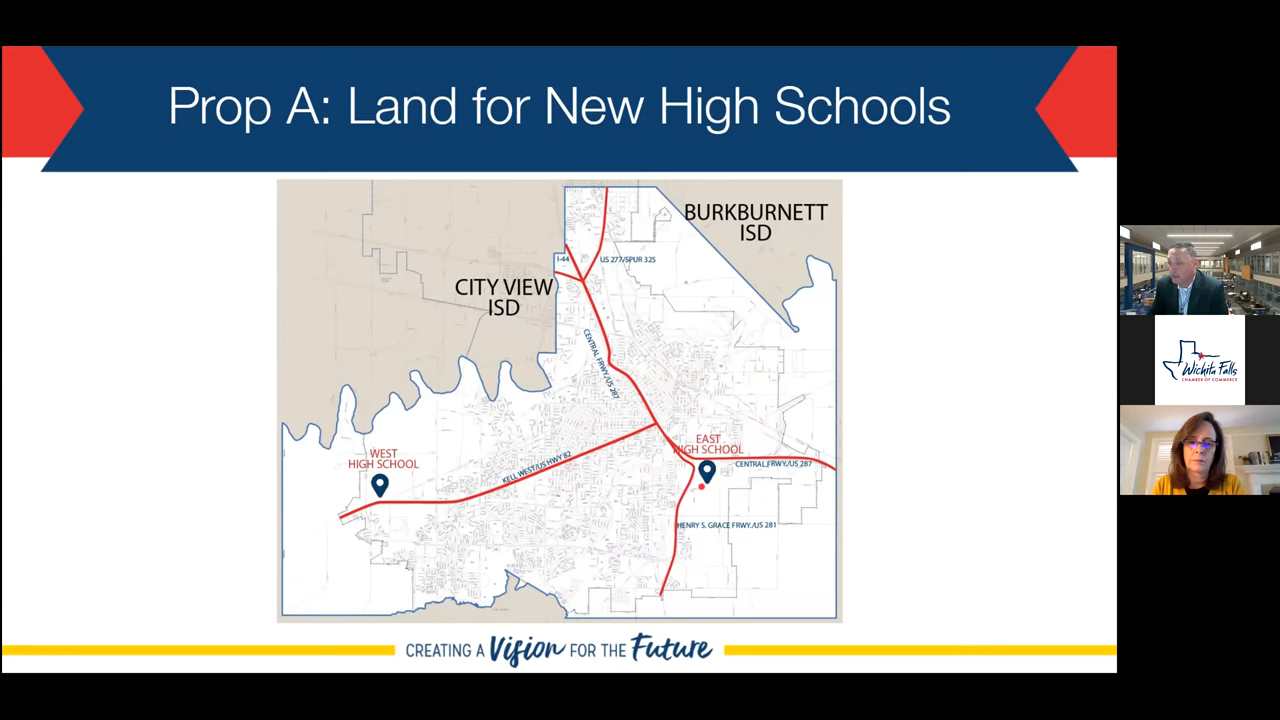 Prop A: Land for New High Schools
BURKBURNETT
ISD
I-44
US 277/SPUR 325
CITY VIEW
ISD
CENTRAL FRWY./US 287
WEST
HIGH SCHOOL
EAST
HIGH SCHOOL
KELL WEST/US HWY 82
CENTRAL FRWY./US 287
HENRY S. GRACE FRWY./US 281
CREATING A Vision FOR THE Future
Wichita Falls
CHAMBER OF COMMERCE